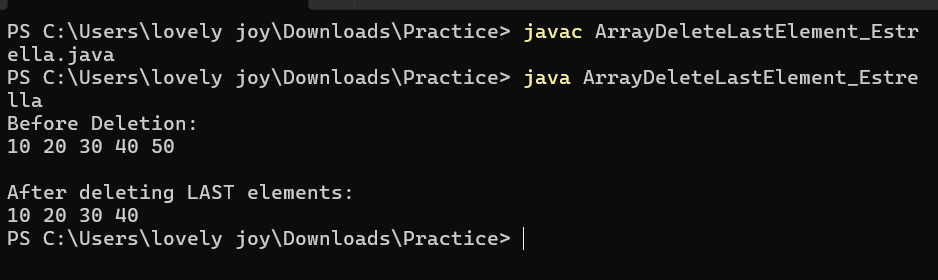 PS C:\Users\lovely joy\Downloads\Practice> javac ArrayDeleteLastElement_Estr
ella.java
PS C:\Users\lovely joy\Downloads\Practice> java ArrayDeleteLastElement_Estre
lla
Before Deletion:
10 20 30 40 50

After deleting LAST elements:
10 20 30 40
PS C:\Users\lovely joy\Downloads\Practice>